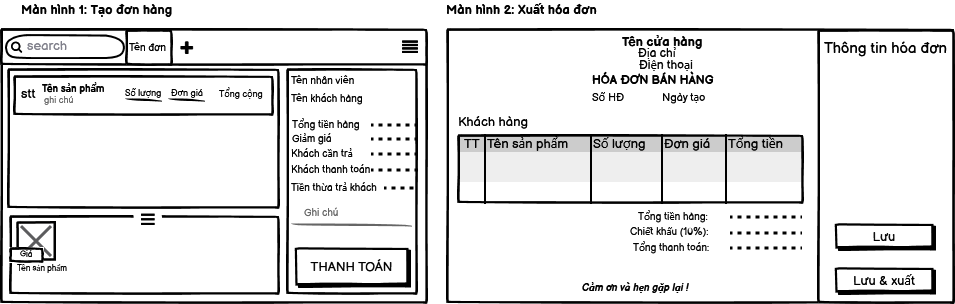 Màn hình 1: Tạo đơn hàng
search
Tên đơn
stt
Tên sản phẩm
ghi chú
Số lượng
Đơn giá
Tổng cộng
Giá
Tên sản phẩm
Tên nhân viên
Tên khách hàng
Tổng tiền hàng
Giảm giá
Khách cần trả
Khách thanh toán
Tiền thừa trả khách
Ghi chú
THANH TOÁN
Màn hình 2: Xuất hóa đơn
Tên cửa hàng
Địa chỉ
Điện thoại
HÓA ĐƠN BÁN HÀNG
Số HĐ Ngày tạo
Khách hàng
TT Tên sản phẩm Số lượng Đơn giá Tổng tiền
Tổng tiền hàng:
Chiết khấu (10%):
Tổng thanh toán:
Cảm ơn và hẹn gặp lại !
Thông tin hóa đơn
Lưu
Lưu & xuất